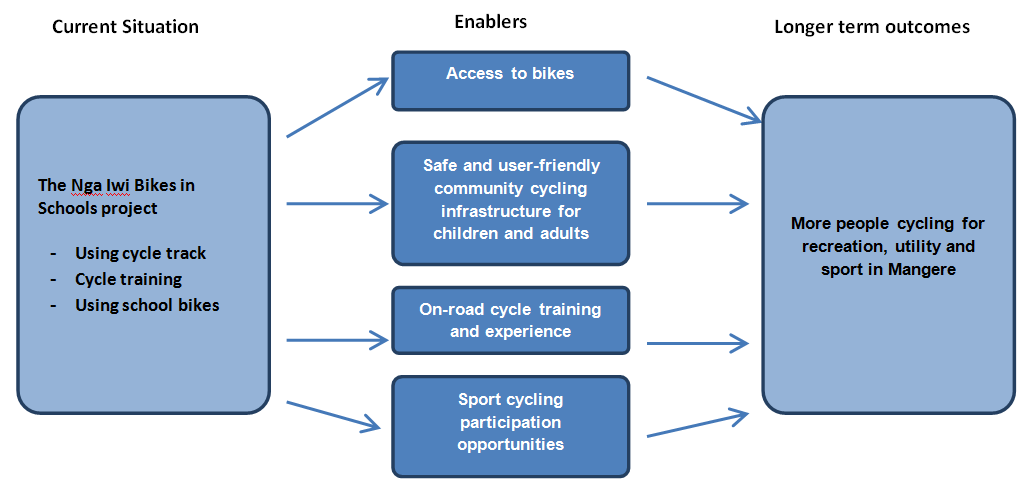 Current Situation
Enablers
Longer term outcomes
The Nga Iwi Bikes in
Schools project
- Using cycle track
- Cycle training
- Using school bikes
Access to bikes
Safe and user-friendly
community cycling
infrastructure for
children and adults
On-road cycle training
and experience
Sport cycling
participation
opportunities
More people cycling for
recreation, utility and
sport in Mangere